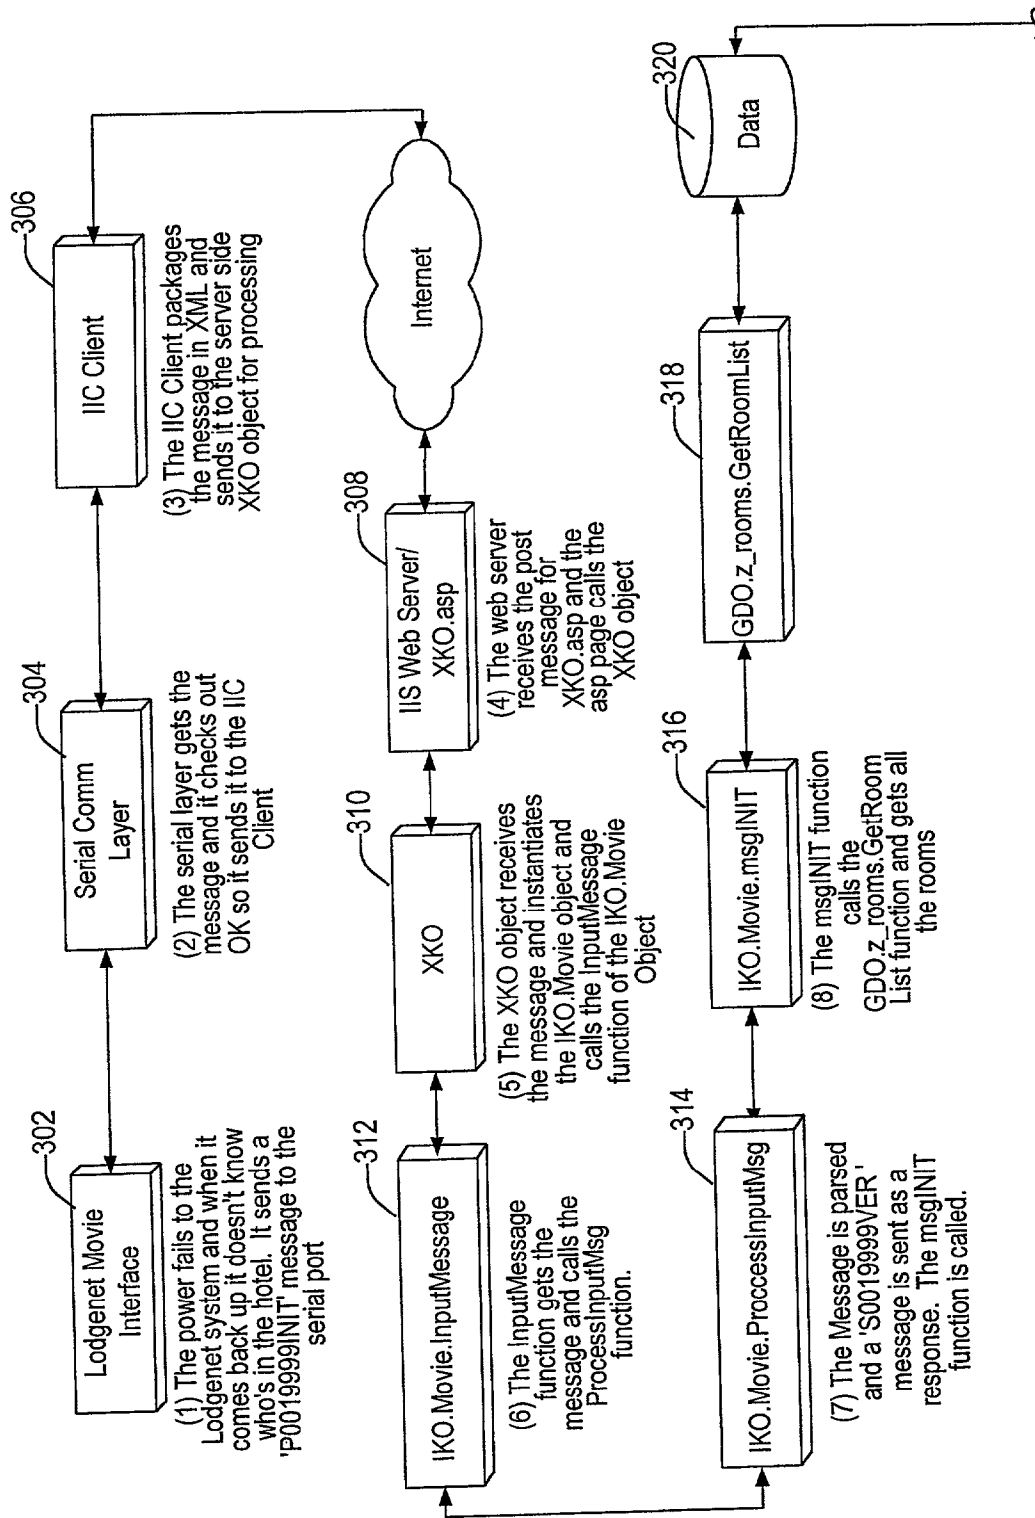 302
Lodgenet Movie
Interface
(1) The power fails to the
Lodgenet system and when it
comes back up it doesn't know
who's in the hotel. It sends a
'P0019999INIT' message to the
serial port
304
Serial Comm
Layer
(2) The serial layer gets the
message and it checks out
OK so it sends it to the IIC
Client
306
IIC Client
(3) The IIC Client packages
the message in XML and
sends it to the server side
XKO object for processing
Internet
308
IIS Web Server/
XKO.asp
(4) The web server
receives the post
message for
XKO.asp and the
asp page calls the
XKO object
310
XKO
(5) The XKO object receives
the message and instantiates
the IKO.Movie object and
calls the InputMessage
function of the IKO.Movie
Object
312
IKO.Movie.InputMessage
(6) The InputMessage
function gets the
message and calls the
ProcessInputMsg
function.
314
IKO.Movie.ProccessInputMsg
(7) The Message is parsed
and a 'S0019999VER'
message is sent as a
response. The msgINIT
function is called.
316
IKO.Movie.msgINIT
(8) The msgINIT function
calls the
GDO.z_rooms.GetRoom
List function and gets all
the rooms
318
GDO.z_rooms.GetRoomList
320
Data